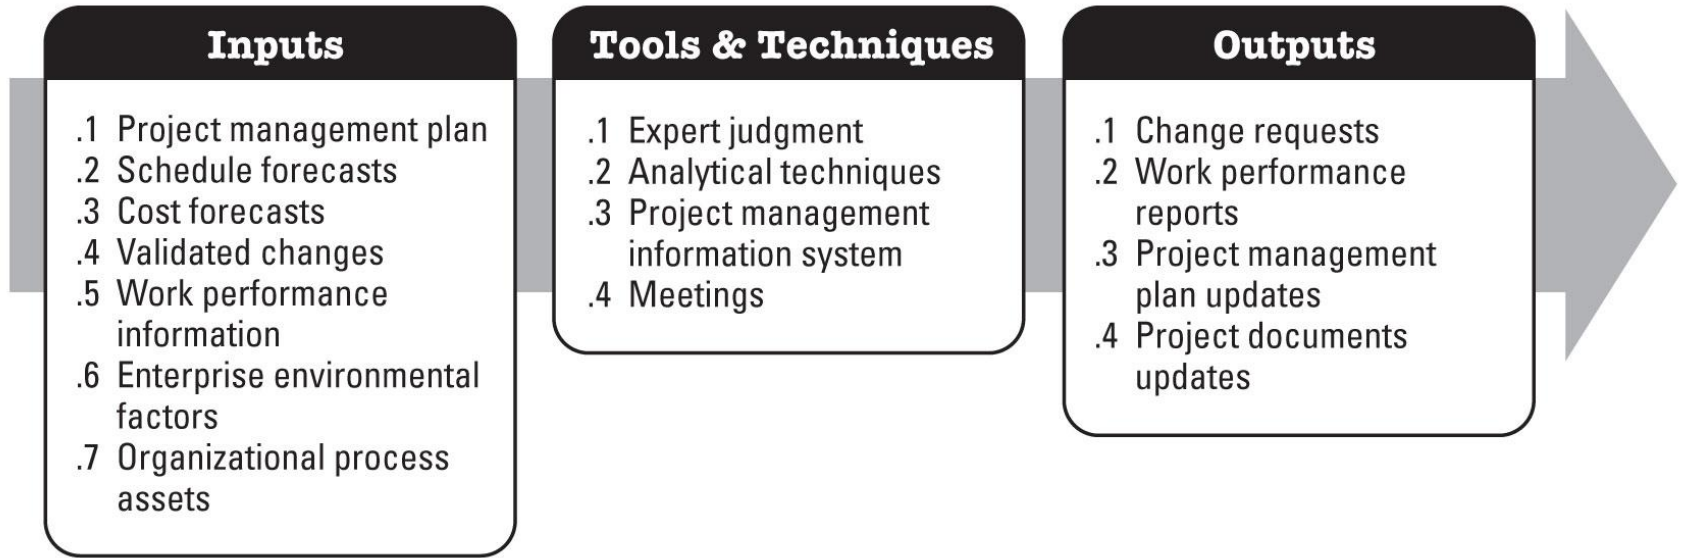 Inputs
.1 Project management plan
.2 Schedule forecasts
.3 Cost forecasts
.4 Validated changes
.5 Work performance
information
.6 Enterprise environmental
factors
.7 Organizational process
assets
Tools & Techniques
.1 Expert judgment
.2 Analytical techniques
.3 Project management
information system
.4 Meetings
Outputs
.1 Change requests
.2 Work performance
reports
.3 Project management
plan updates
.4 Project documents
updates